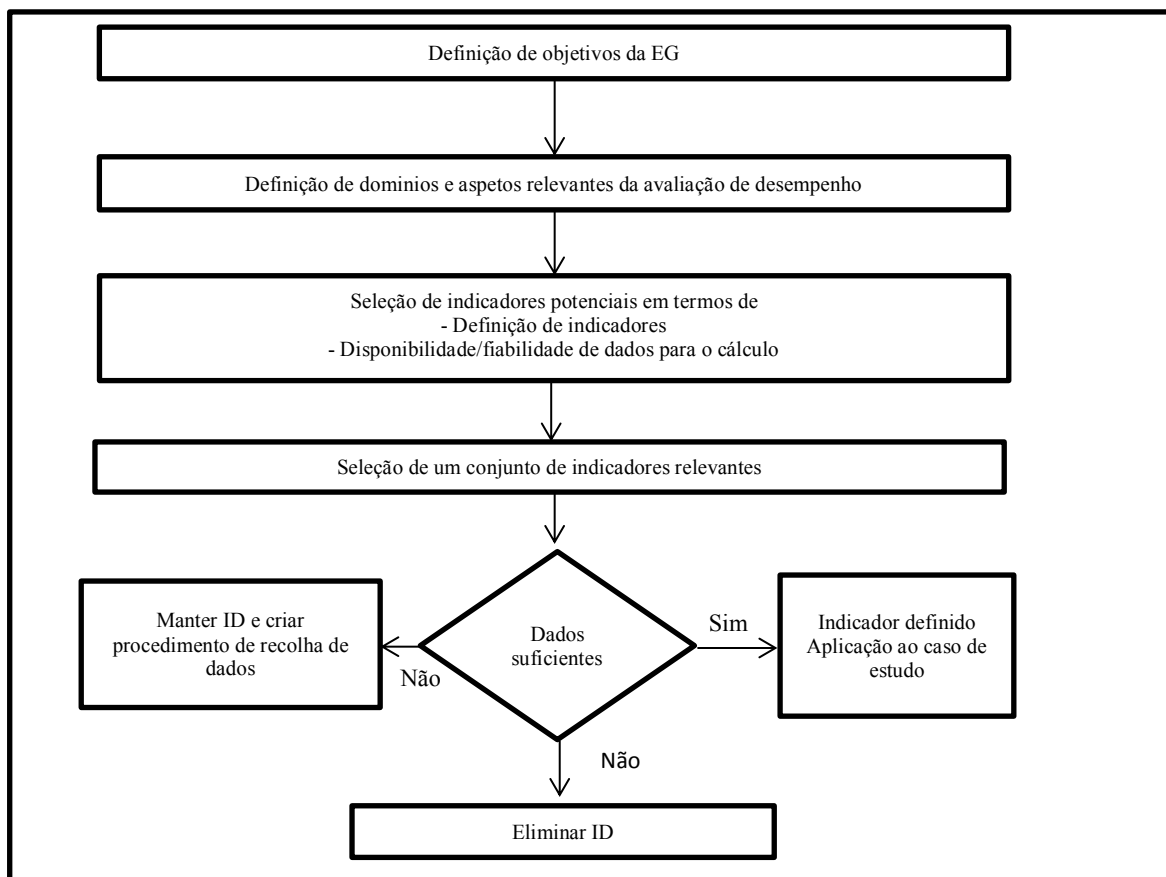 Definição de objetivos da EG
Definição de dominios e aspetos relevantes da avaliação de desempenho
Seleção de indicadores potenciais em termos de
- Definição de indicadores
- Disponibilidade/fiabilidade de dados para o cálculo
Seleção de um conjunto de indicadores relevantes
Manter ID e criar
procedimento de recolha de
dados
Não
Dados
suficientes
Sim
Indicador definido
Aplicação ao caso de
estudo
Não
Eliminar ID